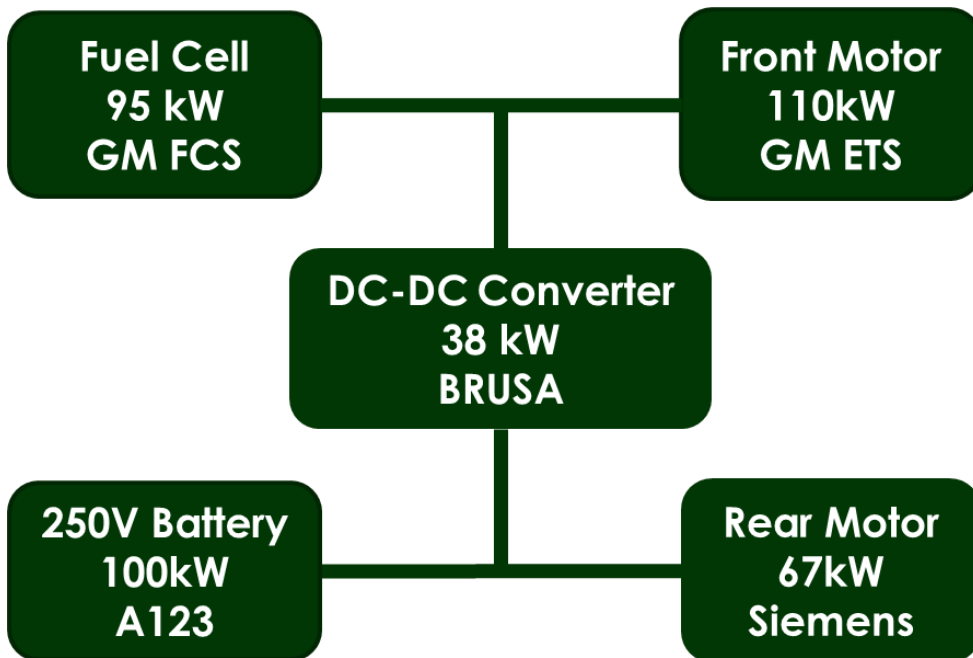 Fuel Cell
95 kW
GM FCS
Front Motor
110kW
GM ETS
DC-DC Converter
38 kW
BRUSA
250V Battery
100kW
A123
Rear Motor
67kW
Siemens